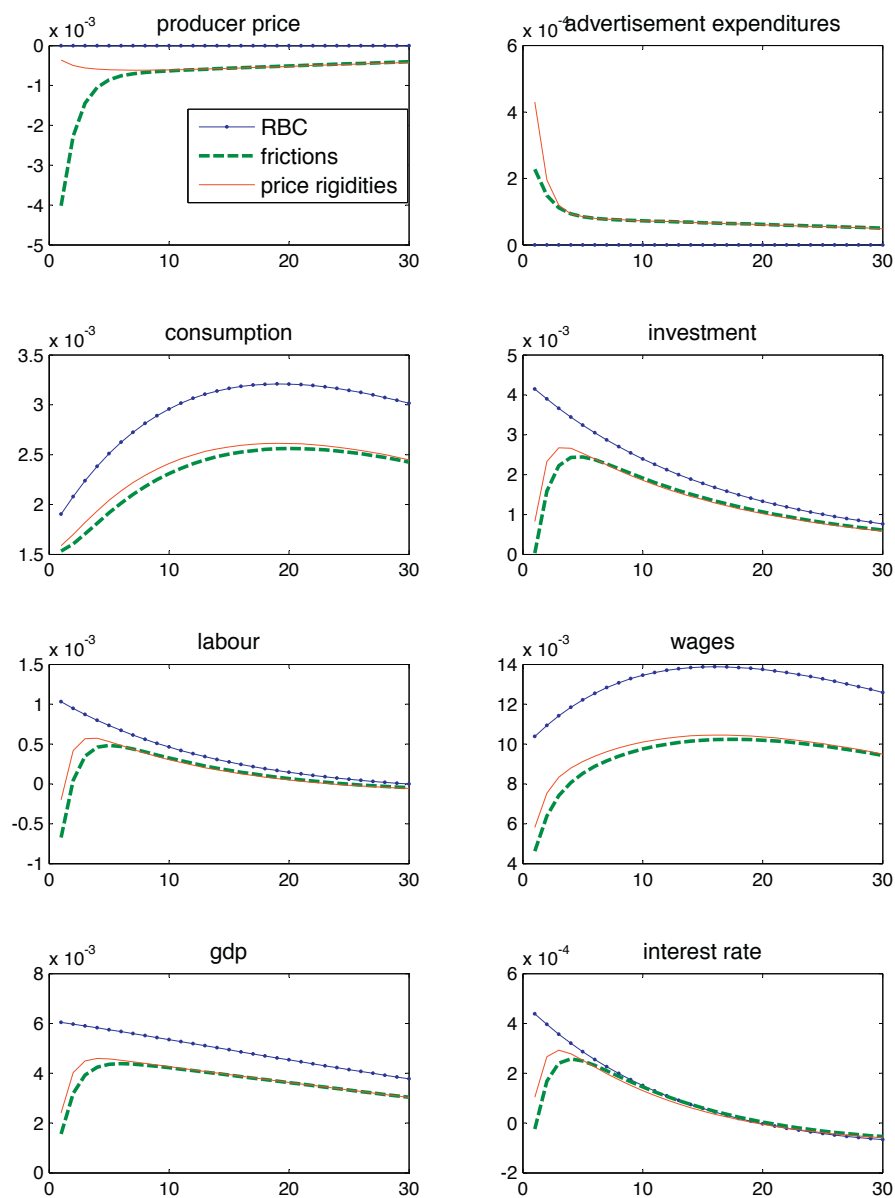 producer price
x 10⁻³
0
-1
-2
-3
-4
-5
0 10 20 30
RBC
frictions
price rigidities
advertisement expenditures
x 10⁻⁴
6
4
2
0
0 10 20 30
consumption
x 10⁻³
3.5
3
2.5
2
1.5
0 10 20 30
investment
x 10⁻³
5
4
3
2
1
0
0 10 20 30
labour
x 10⁻³
1.5
1
0.5
0
-0.5
-1
0 10 20 30
wages
x 10⁻³
14
12
10
8
6
4
0 10 20 30
gdp
x 10⁻³
8
6
4
2
0
0 10 20 30
interest rate
x 10⁻⁴
6
4
2
0
-2
0 10 20 30